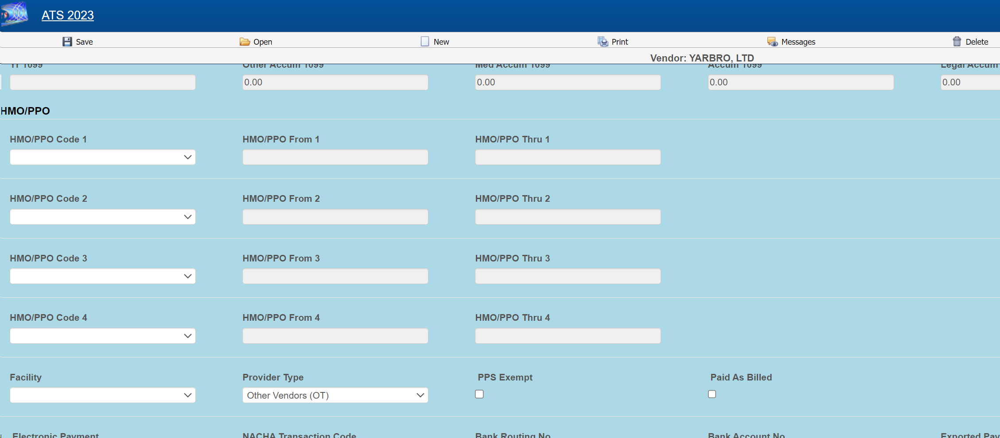 ATS 2023
Save Open New Print Messages Delete
Vendor: YARBRO, LTD
Yr 1099 Other Accum 1099 Med Accum 1099 Accum 1099 Legal Accum
0.00 0.00 0.00 0.00
HMO/PPO
HMO/PPO Code 1 HMO/PPO From 1 HMO/PPO Thru 1
HMO/PPO Code 2 HMO/PPO From 2 HMO/PPO Thru 2
HMO/PPO Code 3 HMO/PPO From 3 HMO/PPO Thru 3
HMO/PPO Code 4 HMO/PPO From 4 HMO/PPO Thru 4
Facility Provider Type PPS Exempt Paid As Billed
Other Vendors (OT)
Electronic Payment NACHA Transaction Code Bank Routing No Bank Account No Exported Pay